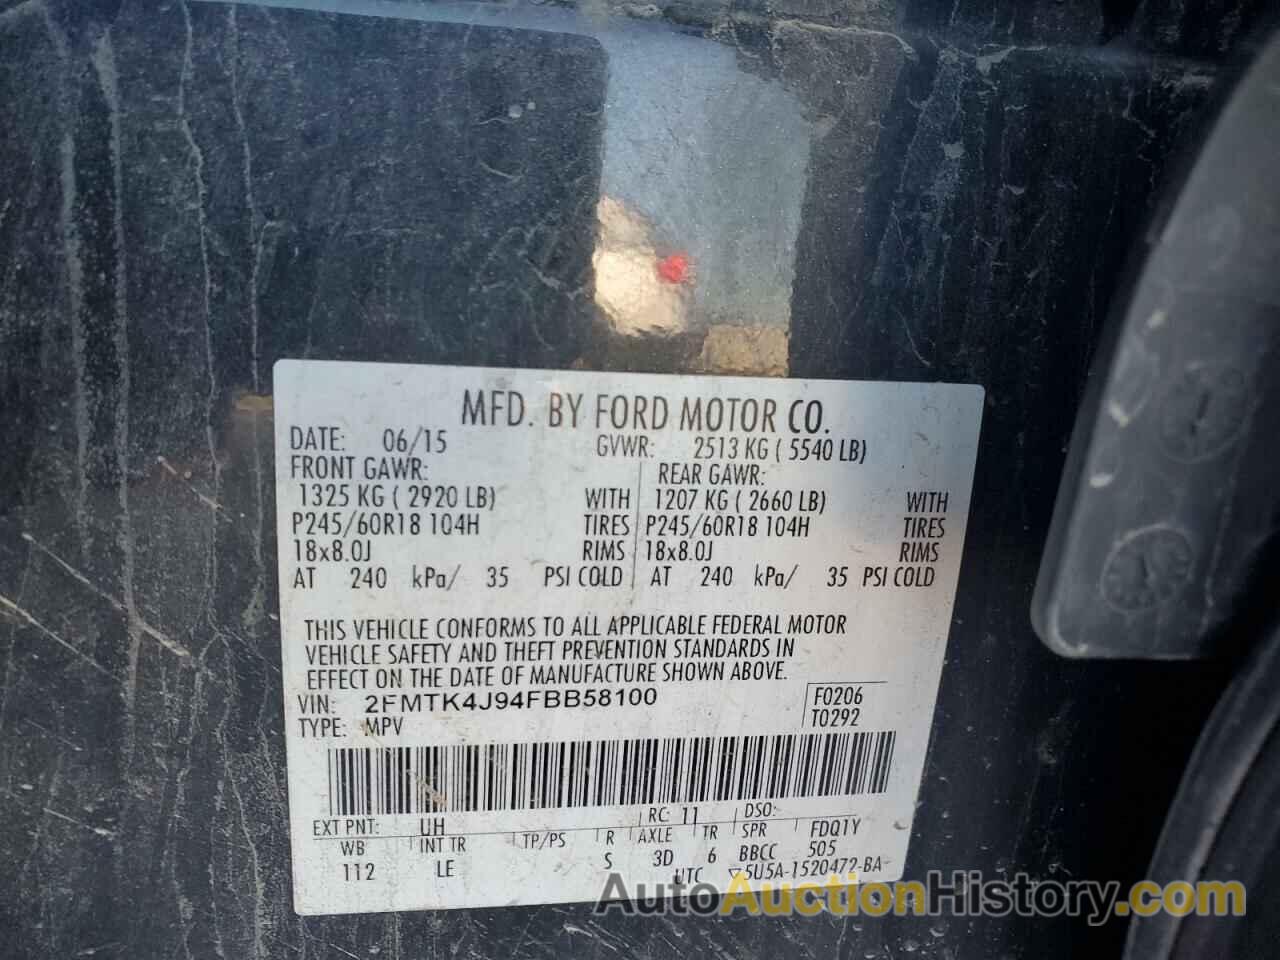 MFD. BY FORD MOTOR CO.
DATE: 06/15 GVWR: 2513 KG ( 5540 LB)
FRONT GAWR: REAR GAWR:
1325 KG ( 2920 LB) WITH 1207 KG ( 2660 LB) WITH
P245/60R18 104H TIRES P245/60R18 104H TIRES
18x8.0J RIMS 18x8.0J RIMS
AT 240 kPa/ 35 PSI COLD AT 240 kPa/ 35 PSI COLD
THIS VEHICLE CONFORMS TO ALL APPLICABLE FEDERAL MOTOR
VEHICLE SAFETY AND THEFT PREVENTION STANDARDS IN
EFFECT ON THE DATE OF MANUFACTURE SHOWN ABOVE.
VIN: 2FMTK4J94FBB58100 F0206
TYPE: MPV T0292
EXT PNT: UH RC: 11 DSO:
WB INT TR TP/PS R AXLE TR SPR FDQ1Y
112 LE S 3D 6 BBCC 505
UTC ▽5U5A-1520472-BA
AutoAuctionHistory.com